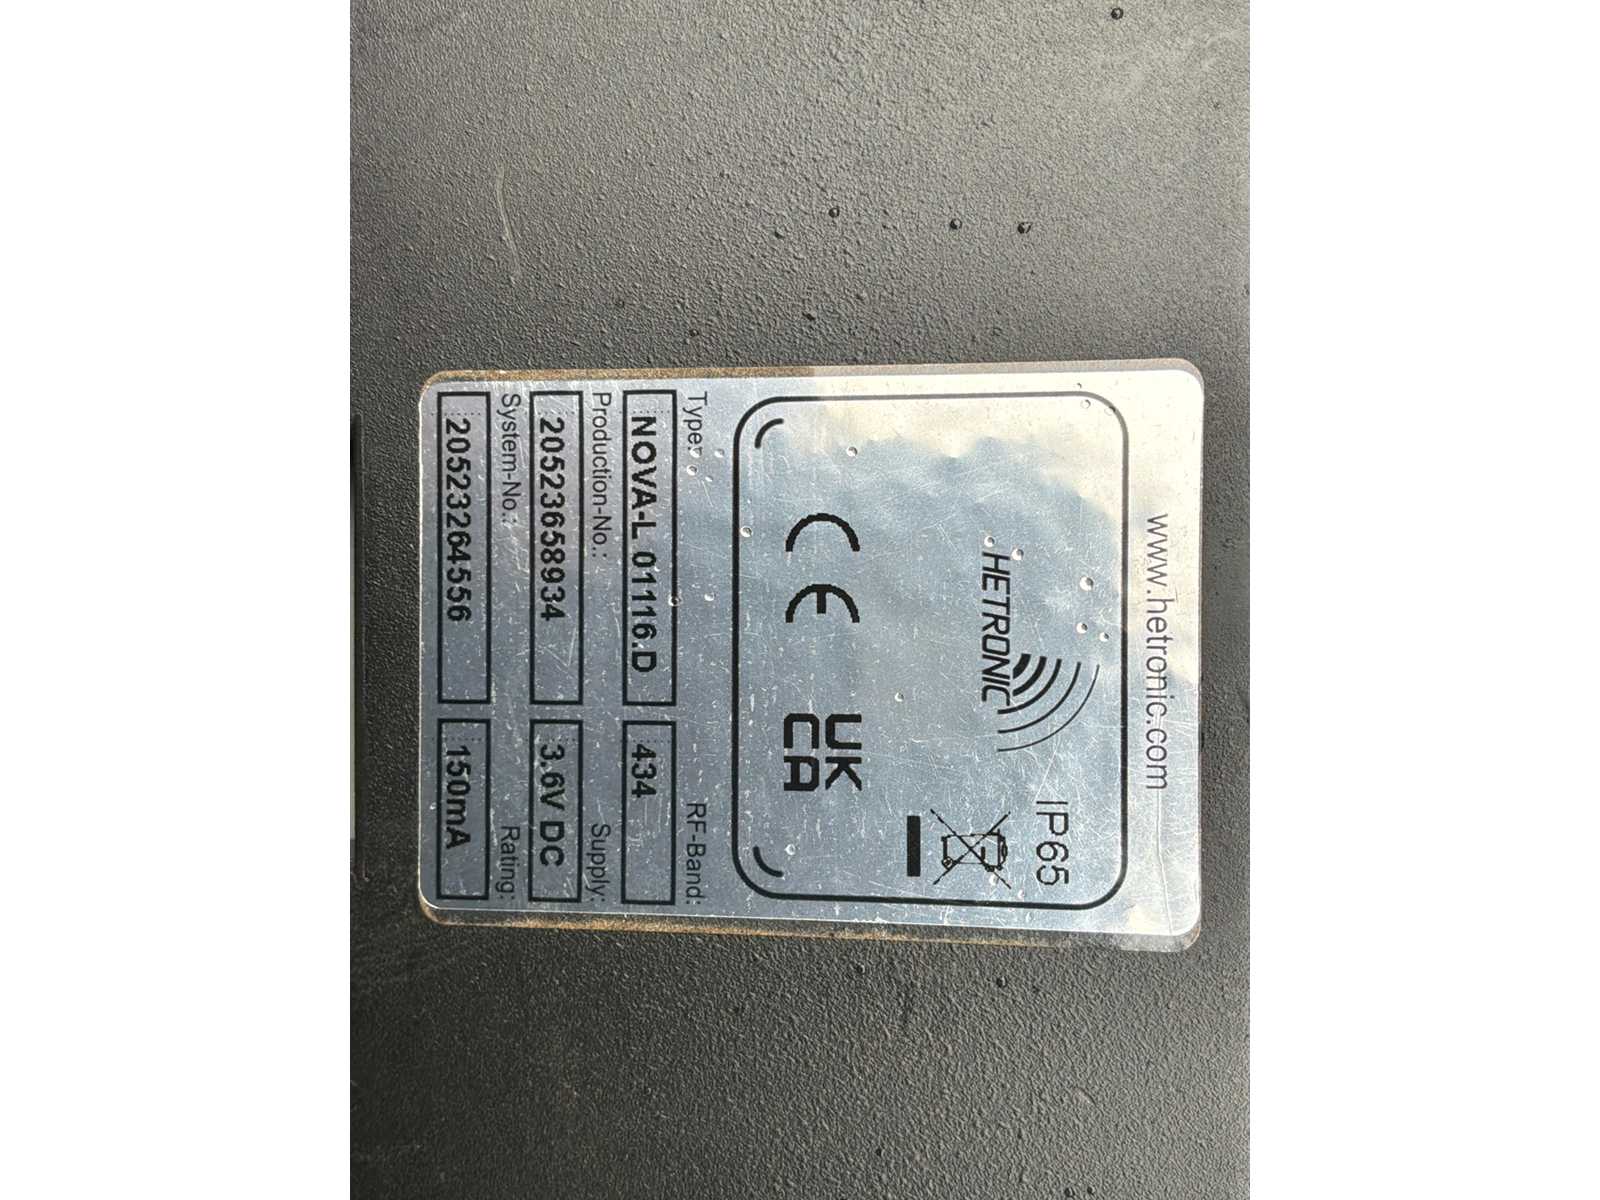 www.hetronic.com
IP65
HETRONIC
CE
UK
CA
Type: RF-Band:
NOVA-L 01116.D 434
Production-No.: Supply:
20523658934 3.6V DC
System-No.: Rating:
20523264556 150mA